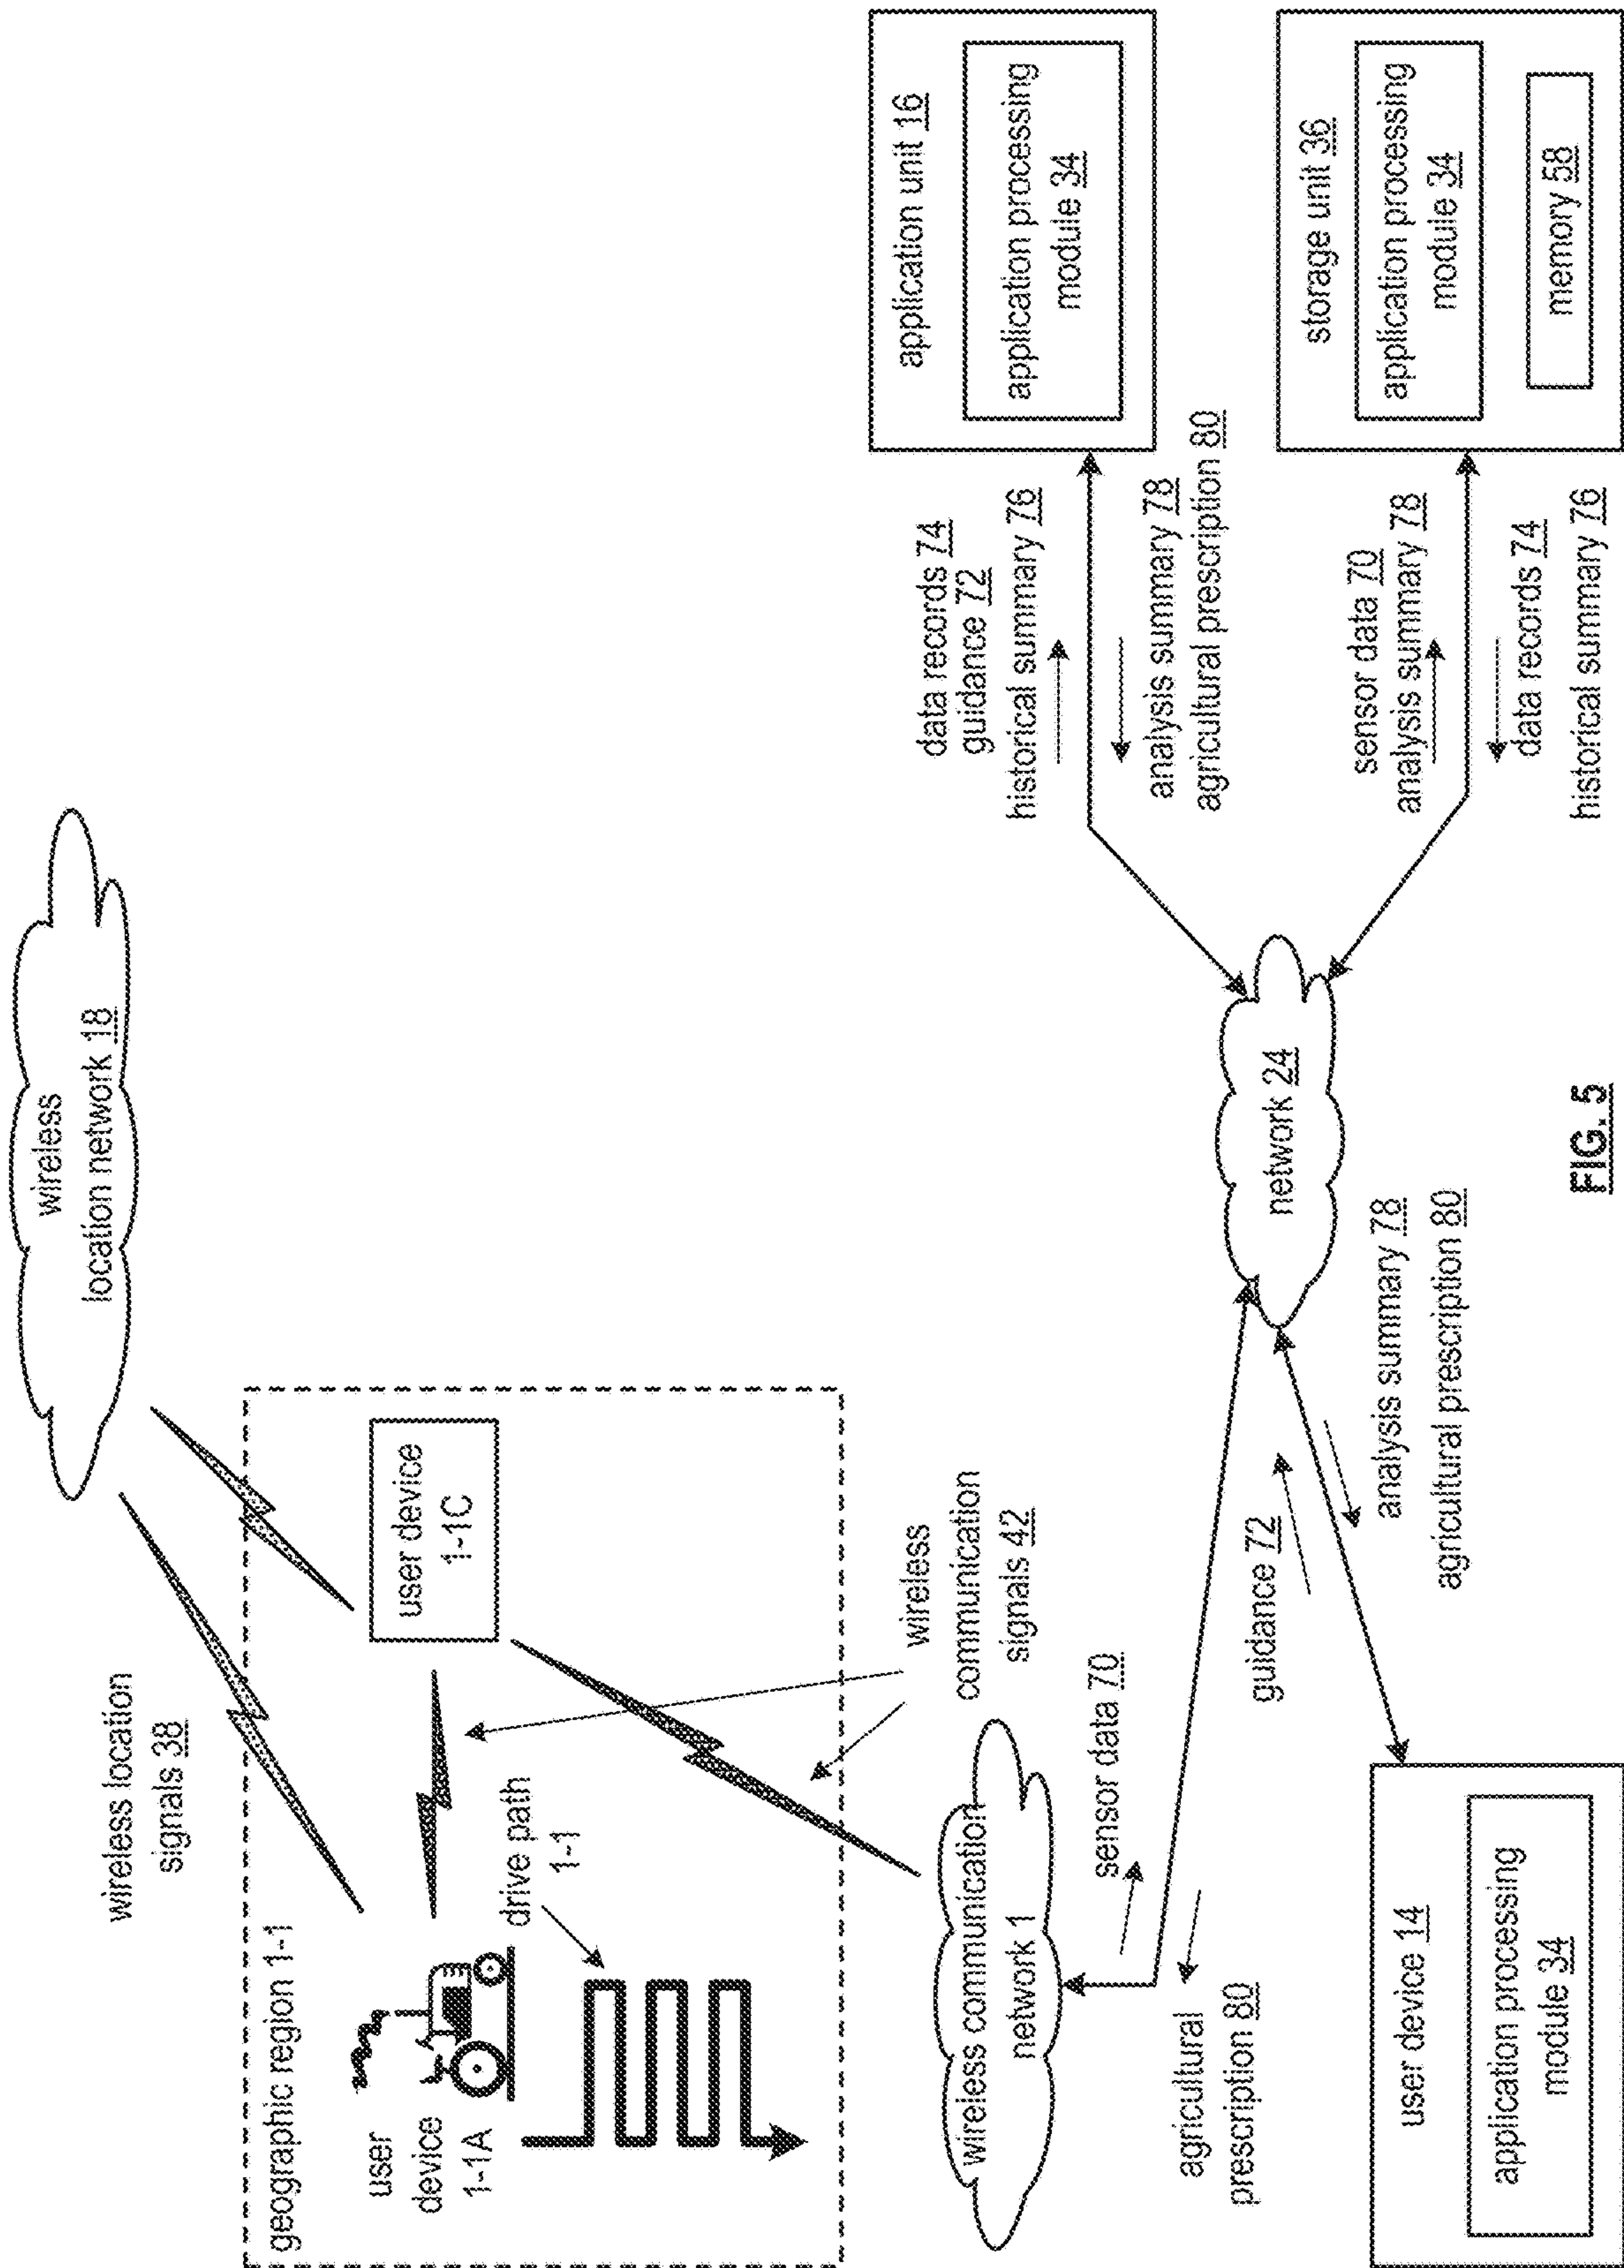 wireless
location network 18
wireless location
signals 38
geographic region 1-1
user
device
1-1A
drive path
1-1
user device
1-1C
wireless
communication
signals 42
wireless communication
network 1
sensor data 70
agricultural
prescription 80
user device 14
application processing
module 34
guidance 72
analysis summary 78
agricultural prescription 80
network 24
data records 74
guidance 72
historical summary 76
analysis summary 78
agricultural prescription 80
application unit 16
application processing
module 34
sensor data 70
analysis summary 78
data records 74
historical summary 76
storage unit 36
application processing
module 34
memory 58
FIG. 5